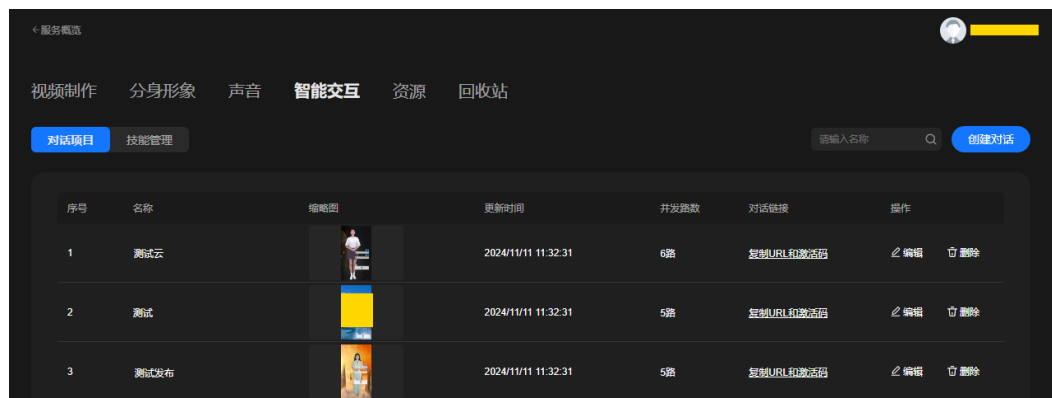 ←服务概览
视频制作 分身形象 声音 智能交互 资源 回收站
对话项目 技能管理 请输入名称 创建对话
序号 名称 缩略图 更新时间 并发路数 对话链接 操作
1 测试云 2024/11/11 11:32:31 6路 复制URL和激活码 编辑 删除
2 测试 2024/11/11 11:32:31 5路 复制URL和激活码 编辑 删除
3 测试发布 2024/11/11 11:32:31 5路 复制URL和激活码 编辑 删除